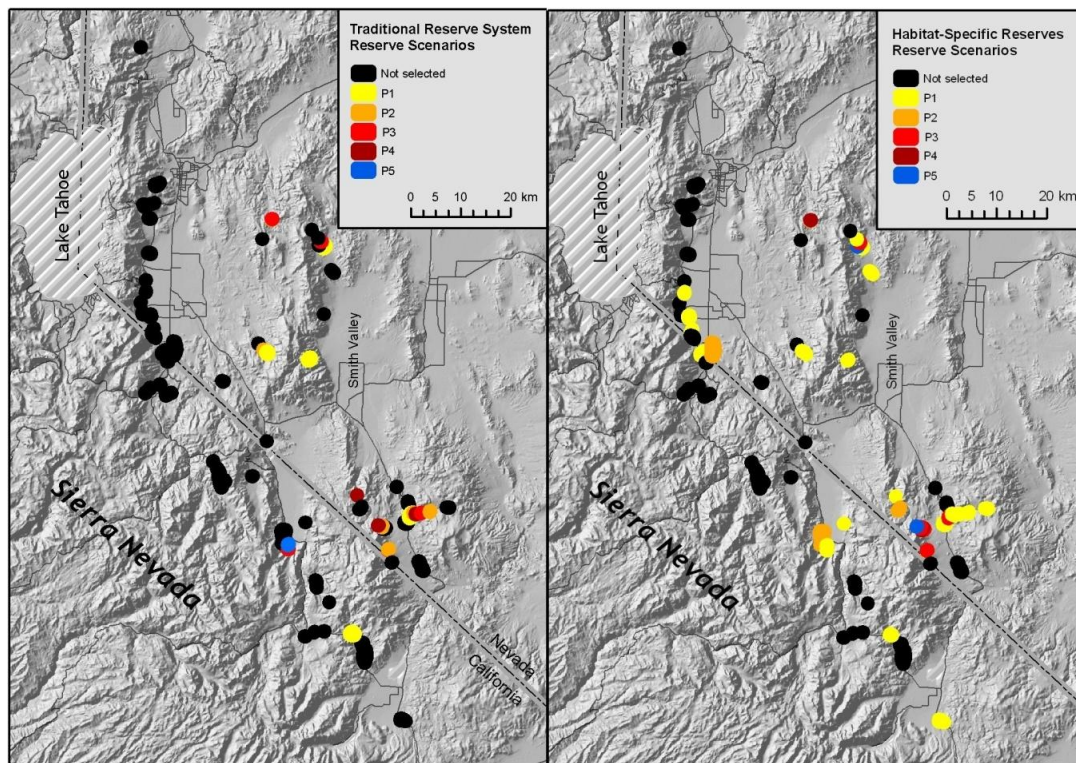 Traditional Reserve System
Reserve Scenarios
Not selected
P1
P2
P3
P4
P5
0 5 10 20 km
Lake Tahoe
Smith Valley
Sierra Nevada
Nevada
California
Habitat-Specific Reserves
Reserve Scenarios
Not selected
P1
P2
P3
P4
P5
0 5 10 20 km
Lake Tahoe
Smith Valley
Sierra Nevada
Nevada
California